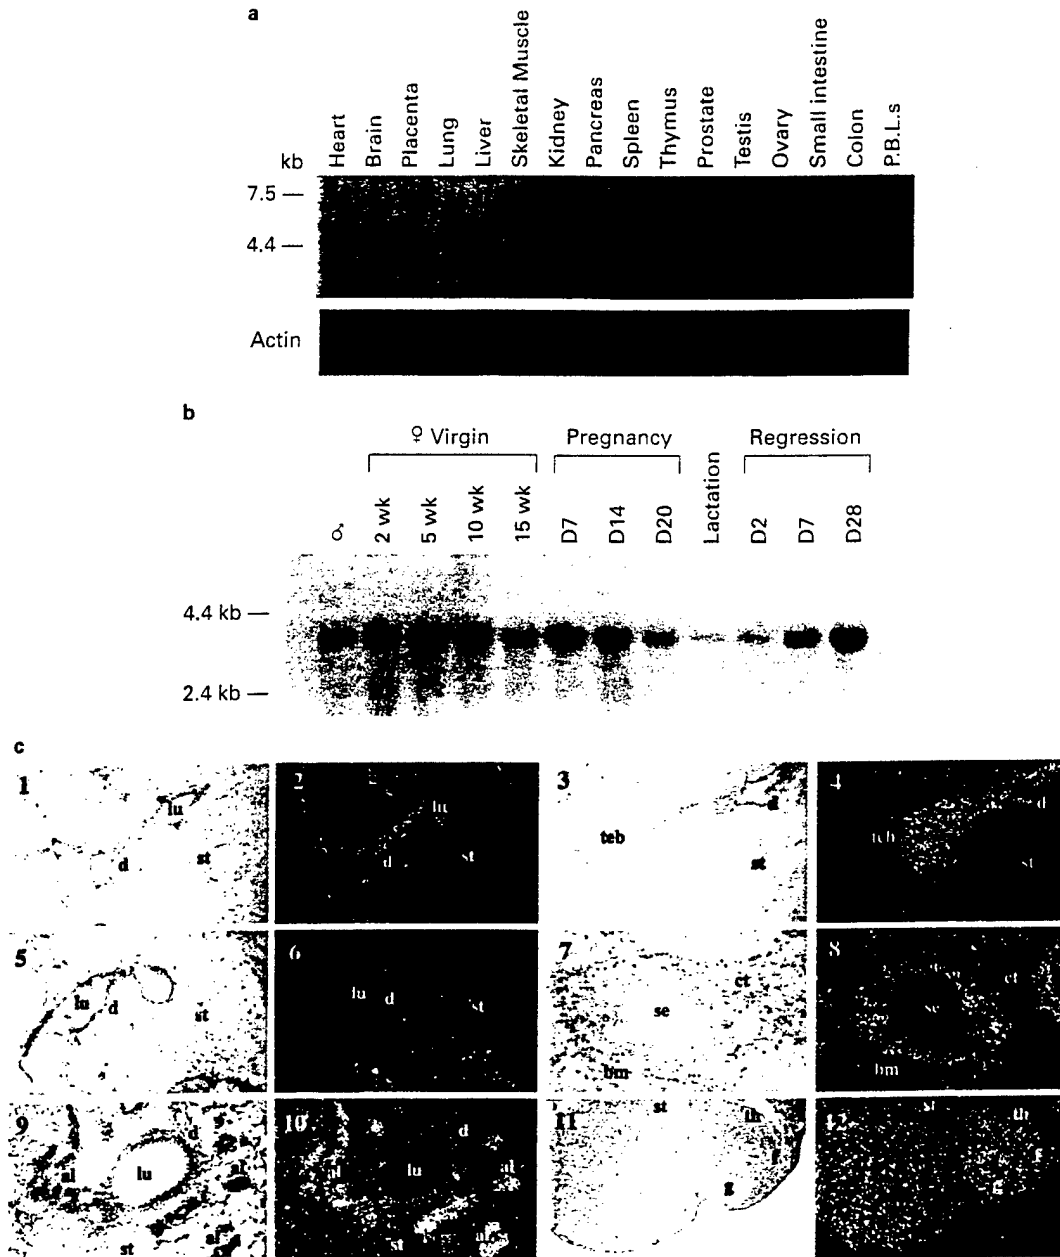 a
kb
Heart
Brain
Placenta
Lung
Liver
Skeletal Muscle
Kidney
Pancreas
Spleen
Thymus
Prostate
Testis
Ovary
Small intestine
Colon
P.B.L.s
7.5
4.4
Actin
b
♀ Virgin
Pregnancy
Regression
♂
2 wk
5 wk
10 wk
15 wk
D7
D14
D20
Lactation
D2
D7
D28
4.4 kb
2.4 kb
c
1
lu
d
st
2
lu
d
st
3
d
teb
st
4
d
teb
st
5
lu
d
st
6
lu
d
st
7
ct
se
bm
8
ct
se
bm
9
d
al
lu
al
st
10
d
al
lu
al
st
11
st
th
f
g
12
st
th
f
g